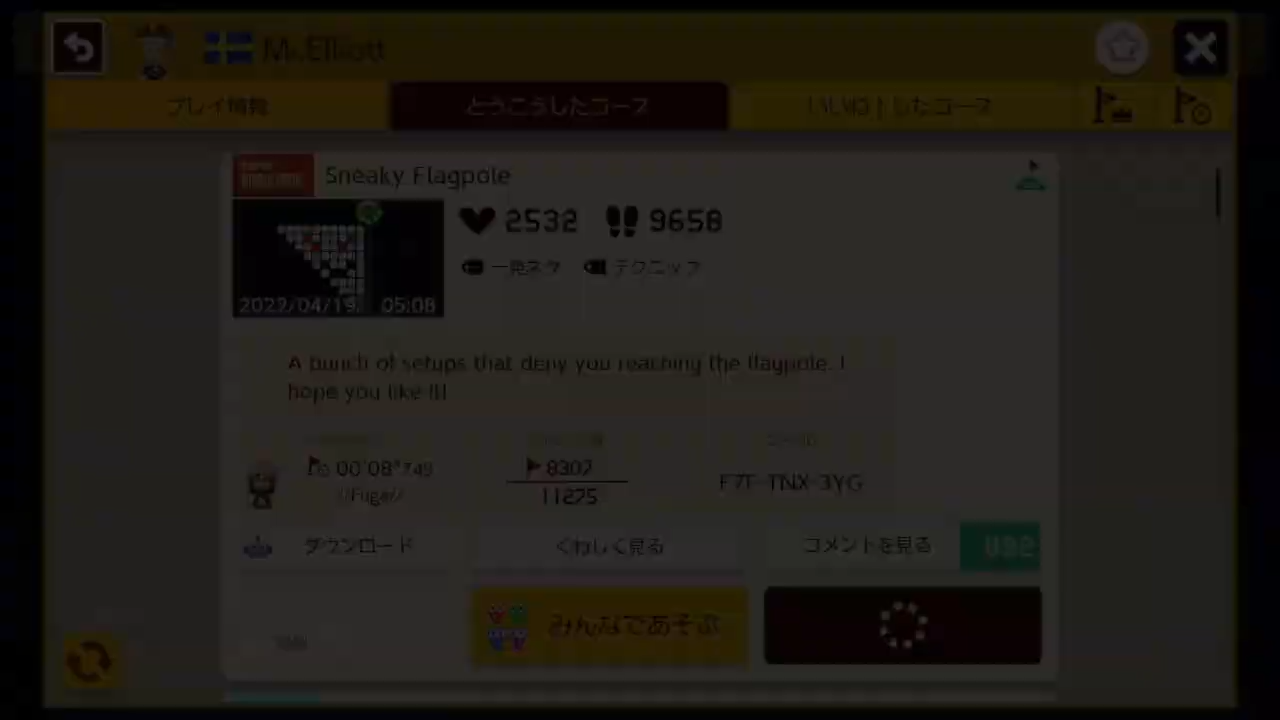 Mr.Elliott
プレイ情報
とうこうしたコース
いいね！したコース
Sneaky Flagpole
2532 9658
一発ネタ テクニック
2022/04/19 05:08
A bunch of setups that deny you reaching the flagpole. I
hope you like it!
00'08"749
8307
11275
ダウンロード
くわしく見る
コメントを見る
みんなであそぶ